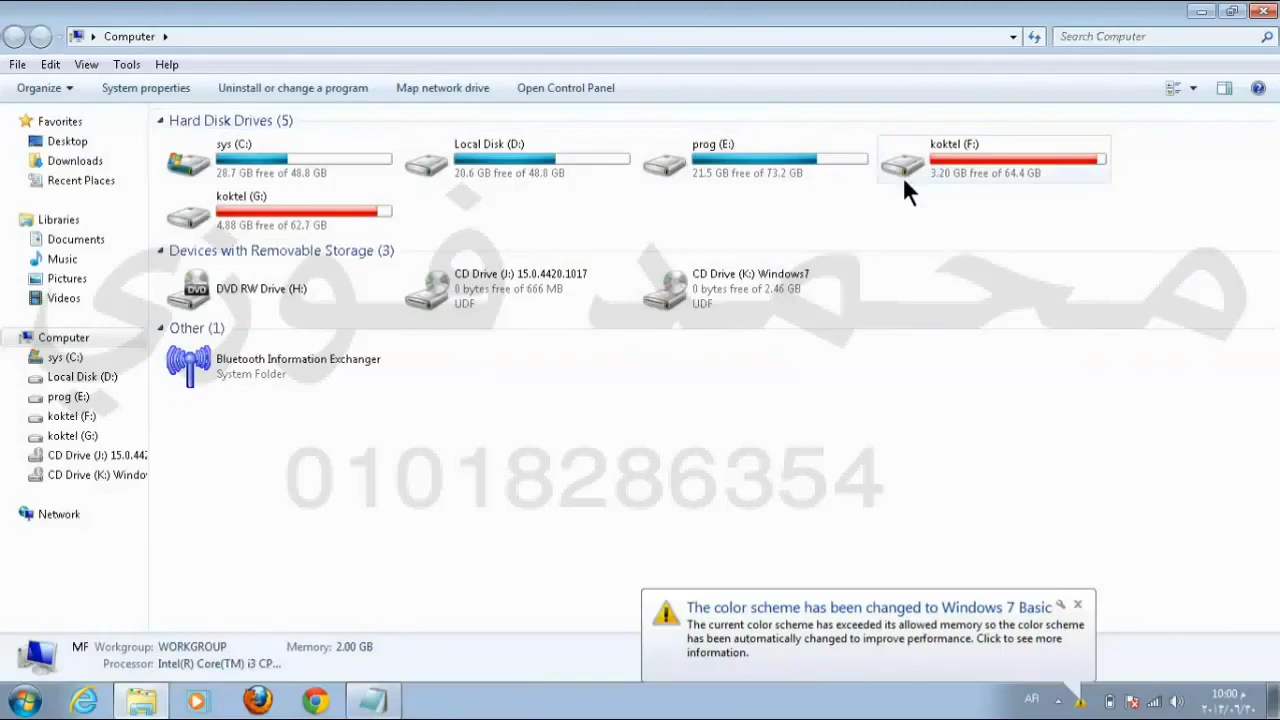 Computer
Search Computer
File Edit View Tools Help
Organize System properties Uninstall or change a program Map network drive Open Control Panel
Favorites
Desktop
Downloads
Recent Places
Libraries
Documents
Music
Pictures
Videos
Computer
sys (C:)
Local Disk (D:)
prog (E:)
koktel (F:)
koktel (G:)
CD Drive (J:) 15.0.442
CD Drive (K:) Windo
Network
Hard Disk Drives (5)
sys (C:)
28.7 GB free of 48.8 GB
Local Disk (D:)
20.6 GB free of 48.8 GB
prog (E:)
21.5 GB free of 73.2 GB
koktel (F:)
3.20 GB free of 64.4 GB
koktel (G:)
4.88 GB free of 62.7 GB
Devices with Removable Storage (3)
DVD
DVD RW Drive (H:)
CD Drive (J:) 15.0.4420.1017
0 bytes free of 666 MB
UDF
CD Drive (K:) Windows7
0 bytes free of 2.46 GB
UDF
Other (1)
Bluetooth Information Exchanger
System Folder
محمد فوزي
01018286354
The color scheme has been changed to Windows 7 Basic
The current color scheme has exceeded its allowed memory so the color scheme
has been automatically changed to improve performance. Click to see more
information.
MF Workgroup: WORKGROUP Memory: 2.00 GB
Processor: Intel(R) Core(TM) i3 CP...
AR
10:00 م
٢٠١٣/٠٦/٢٠